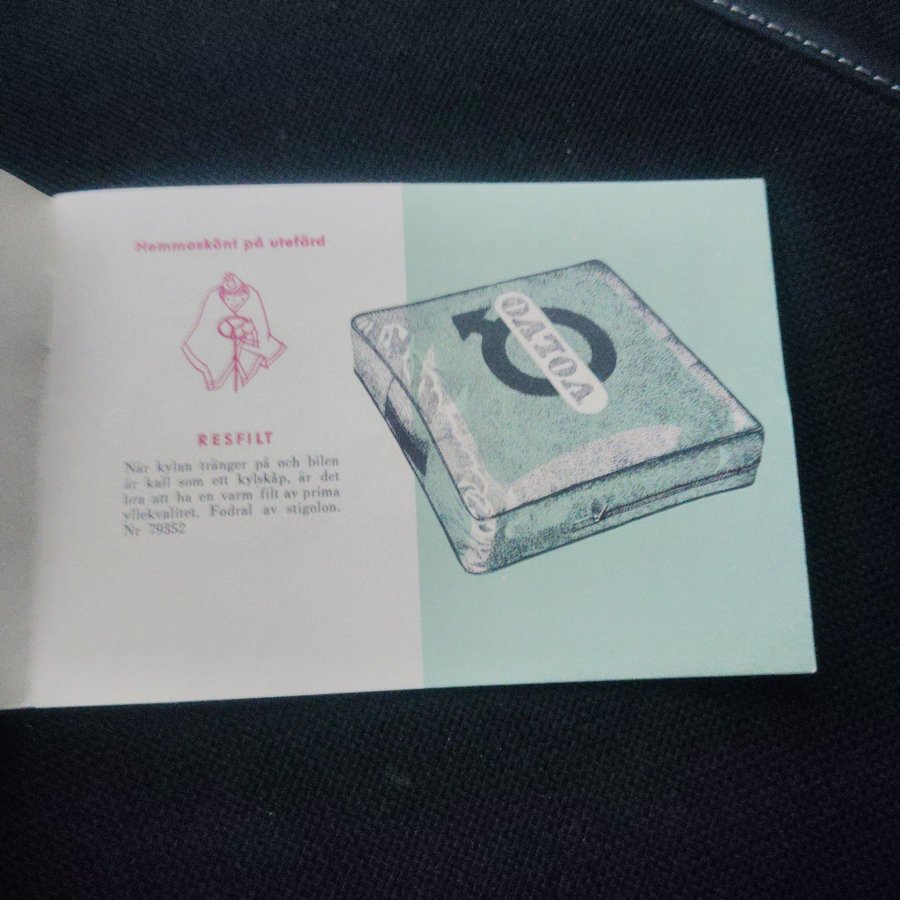 Hemmaskönt på utefärd
RESFILT
När kylan tränger på och bilen
är kall som ett kylskåp, är det
bra att ha en varm filt av prima
yllekvalitet. Fodral av stigolon.
Nr 79352
VOLVO